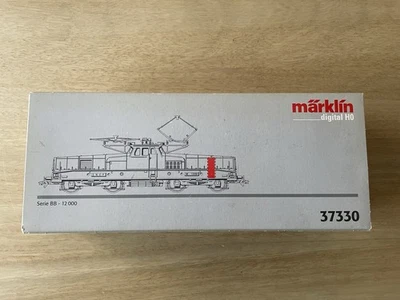 märklin
digital H0
Serie BB - 12 000
37330